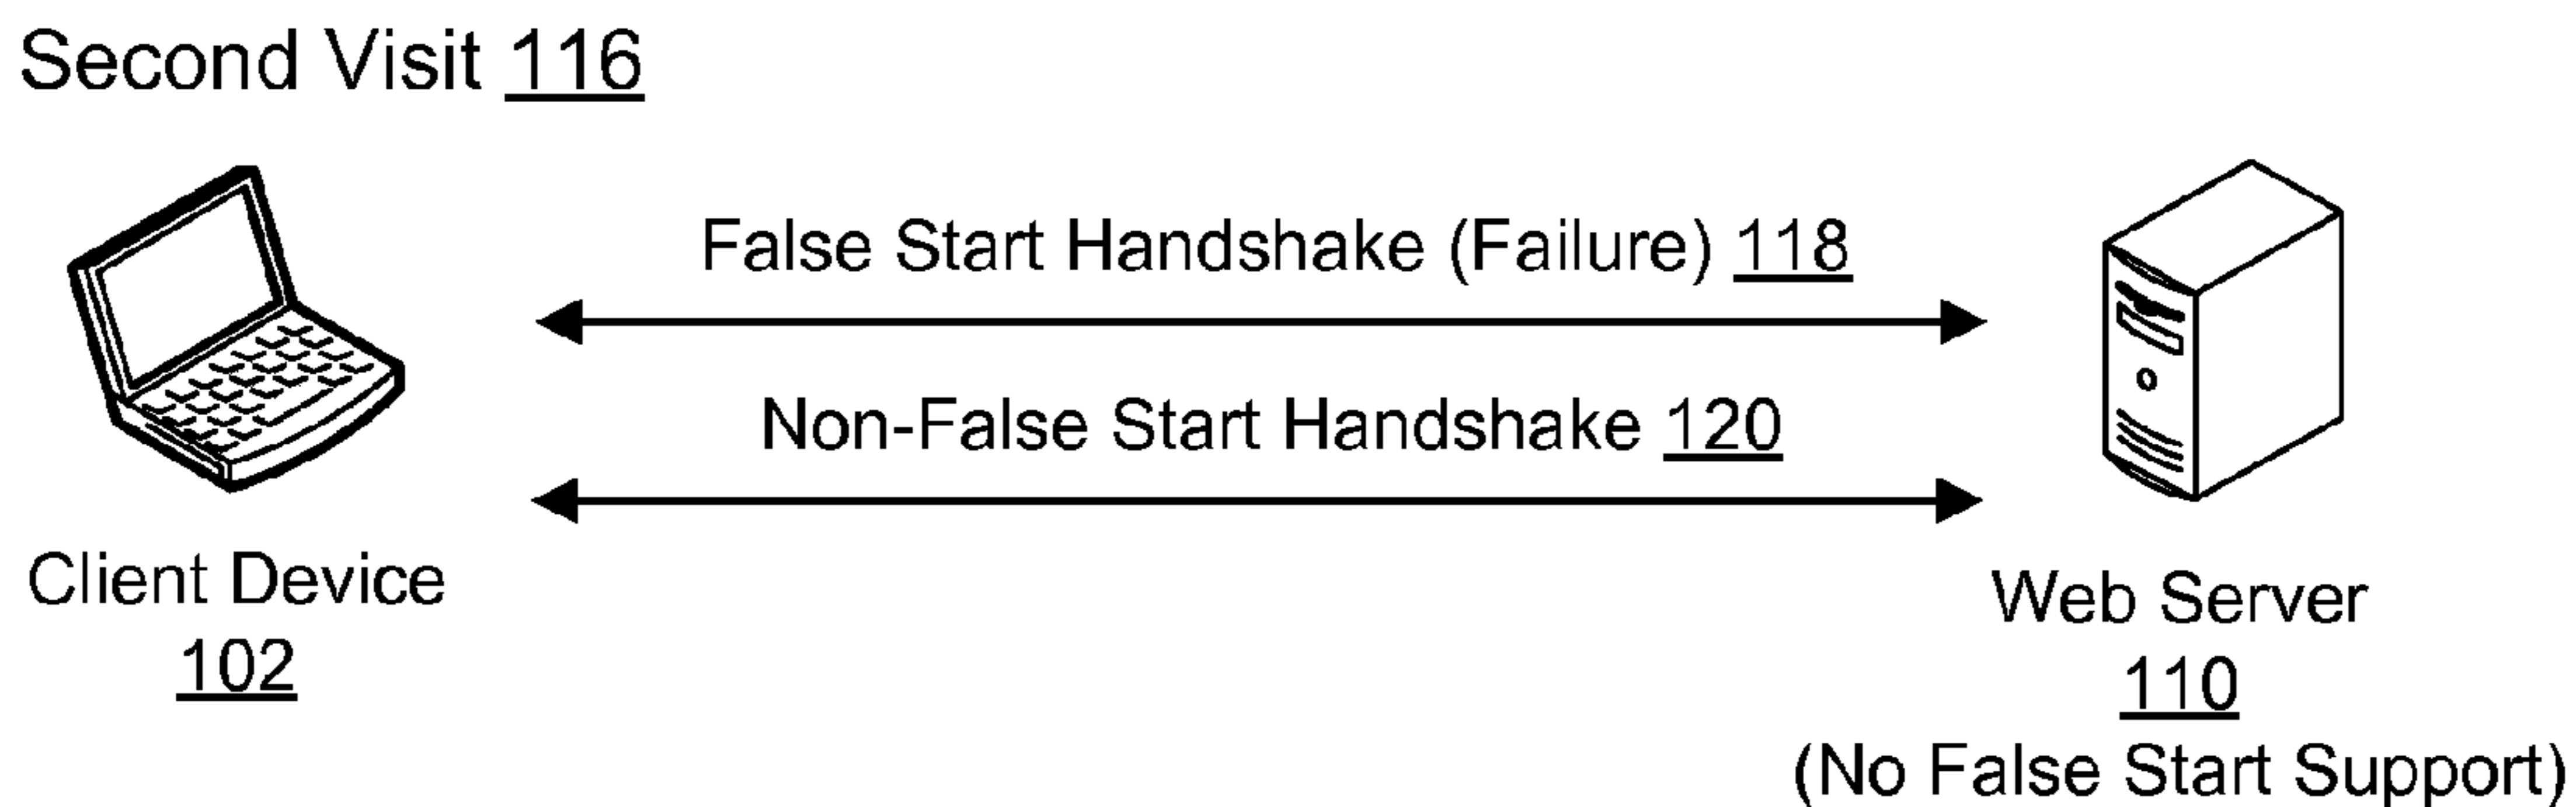 Second Visit 116
False Start Handshake (Failure) 118
Non-False Start Handshake 120
Client Device
102
Web Server
110
(No False Start Support)